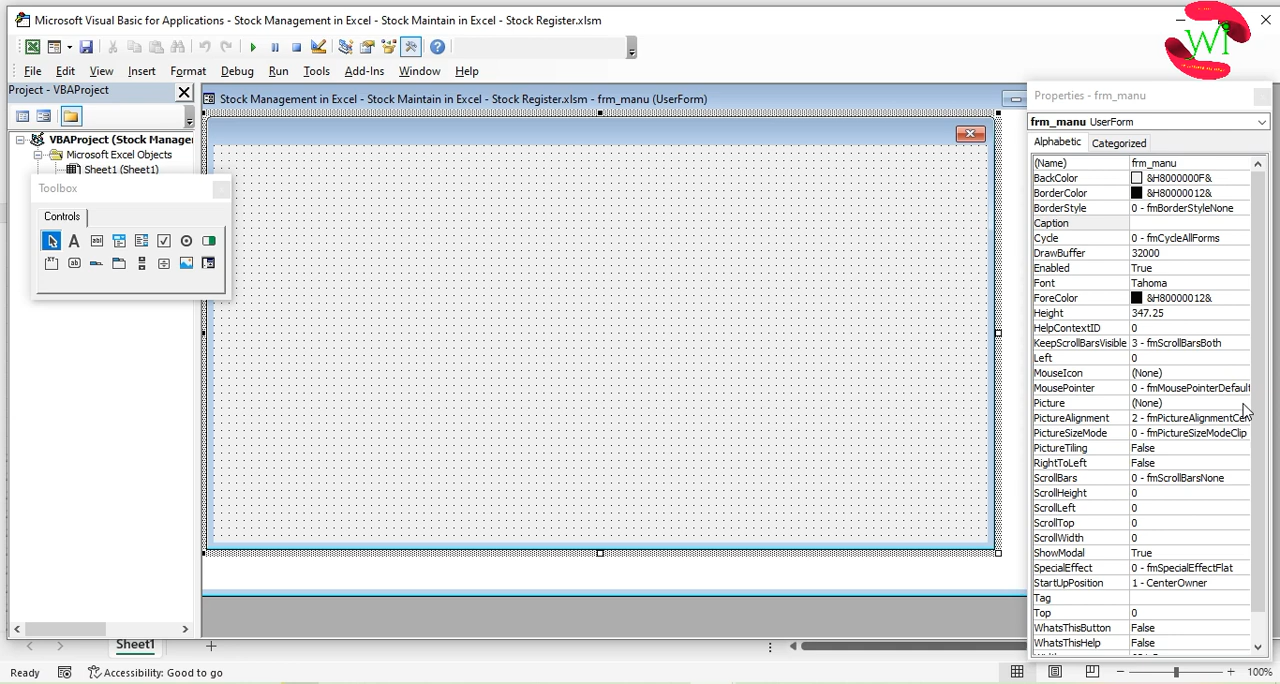 Microsoft Visual Basic for Applications - Stock Management in Excel - Stock Maintain in Excel - Stock Register.xlsm
Wi
File Edit View Insert Format Debug Run Tools Add-Ins Window Help
Project - VBAProject
VBAProject (Stock Manager
Microsoft Excel Objects
Sheet1 (Sheet1)
Toolbox
Controls
Stock Management in Excel - Stock Maintain in Excel - Stock Register.xlsm - frm_manu (UserForm)
Properties - frm_manu
frm_manu UserForm
Alphabetic Categorized
(Name) frm_manu
BackColor &H8000000F&
BorderColor &H80000012&
BorderStyle 0 - fmBorderStyleNone
Caption
Cycle 0 - fmCycleAllForms
DrawBuffer 32000
Enabled True
Font Tahoma
ForeColor &H80000012&
Height 347.25
HelpContextID 0
KeepScrollBarsVisible 3 - fmScrollBarsBoth
Left 0
MouseIcon (None)
MousePointer 0 - fmMousePointerDefault
Picture (None)
PictureAlignment 2 - fmPictureAlignmentCen
PictureSizeMode 0 - fmPictureSizeModeClip
PictureTiling False
RightToLeft False
ScrollBars 0 - fmScrollBarsNone
ScrollHeight 0
ScrollLeft 0
ScrollTop 0
ScrollWidth 0
ShowModal True
SpecialEffect 0 - fmSpecialEffectFlat
StartUpPosition 1 - CenterOwner
Tag
Top 0
WhatsThisButton False
WhatsThisHelp False
Sheet1
Ready Accessibility: Good to go 100%